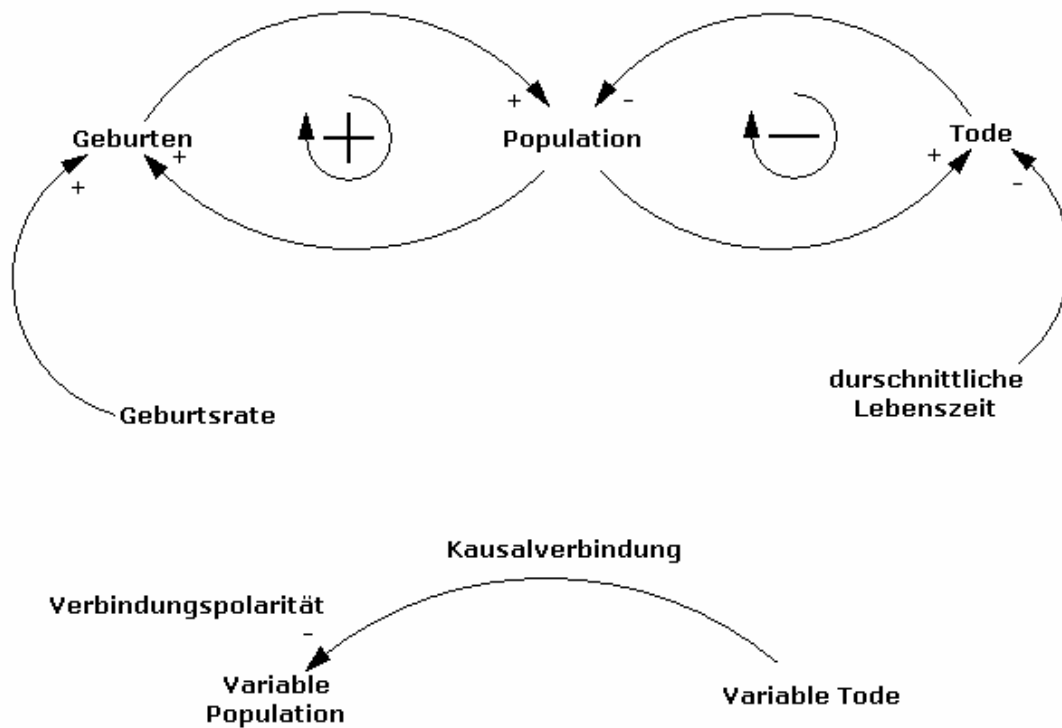 + -
Geburten + Population Tode
+ + -
Geburtsrate
durschnittliche
Lebenszeit
Kausalverbindung
Verbindungspolarität
-
Variable
Population
Variable Tode